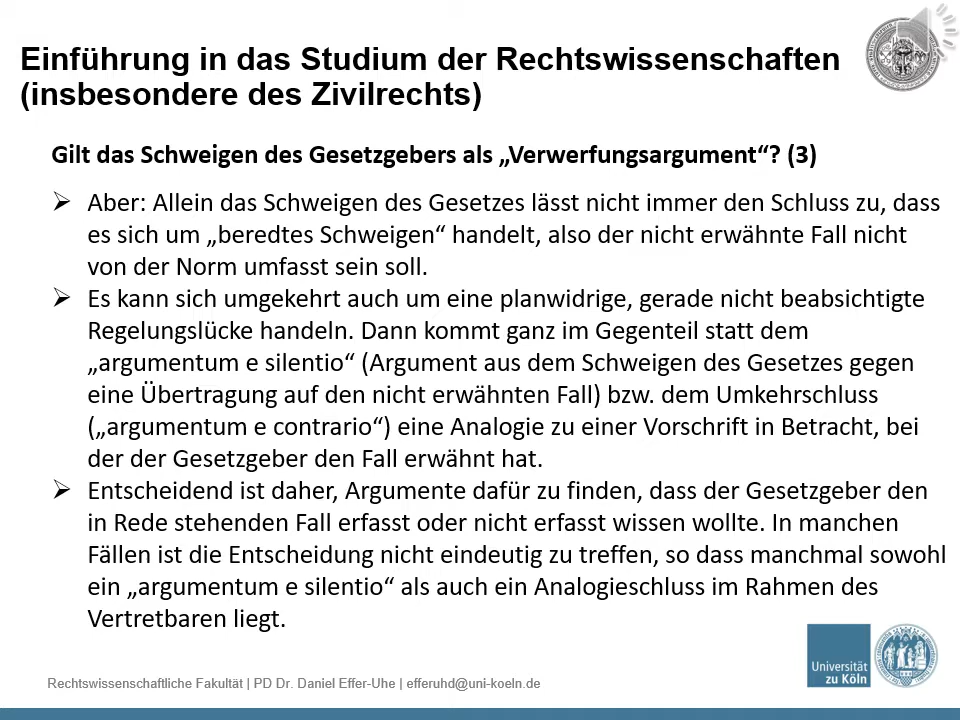 Einführung in das Studium der Rechtswissenschaften
(insbesondere des Zivilrechts)
Gilt das Schweigen des Gesetzgebers als „Verwerfungsargument“? (3)
Aber: Allein das Schweigen des Gesetzes lässt nicht immer den Schluss zu, dass
es sich um „beredtes Schweigen“ handelt, also der nicht erwähnte Fall nicht
von der Norm umfasst sein soll.
Es kann sich umgekehrt auch um eine planwidrige, gerade nicht beabsichtigte
Regelungslücke handeln. Dann kommt ganz im Gegenteil statt dem
„argumentum e silentio“ (Argument aus dem Schweigen des Gesetzes gegen
eine Übertragung auf den nicht erwähnten Fall) bzw. dem Umkehrschluss
(„argumentum e contrario“) eine Analogie zu einer Vorschrift in Betracht, bei
der der Gesetzgeber den Fall erwähnt hat.
Entscheidend ist daher, Argumente dafür zu finden, dass der Gesetzgeber den
in Rede stehenden Fall erfasst oder nicht erfasst wissen wollte. In manchen
Fällen ist die Entscheidung nicht eindeutig zu treffen, so dass manchmal sowohl
ein „argumentum e silentio“ als auch ein Analogieschluss im Rahmen des
Vertretbaren liegt.
Universität
zu Köln
Rechtswissenschaftliche Fakultät | PD Dr. Daniel Effer-Uhe | efferuhd@uni-koeln.de